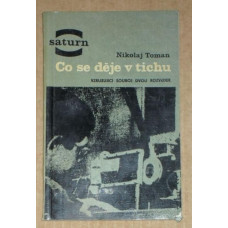 saturn
Nikolaj Toman
Co se děje v tichu